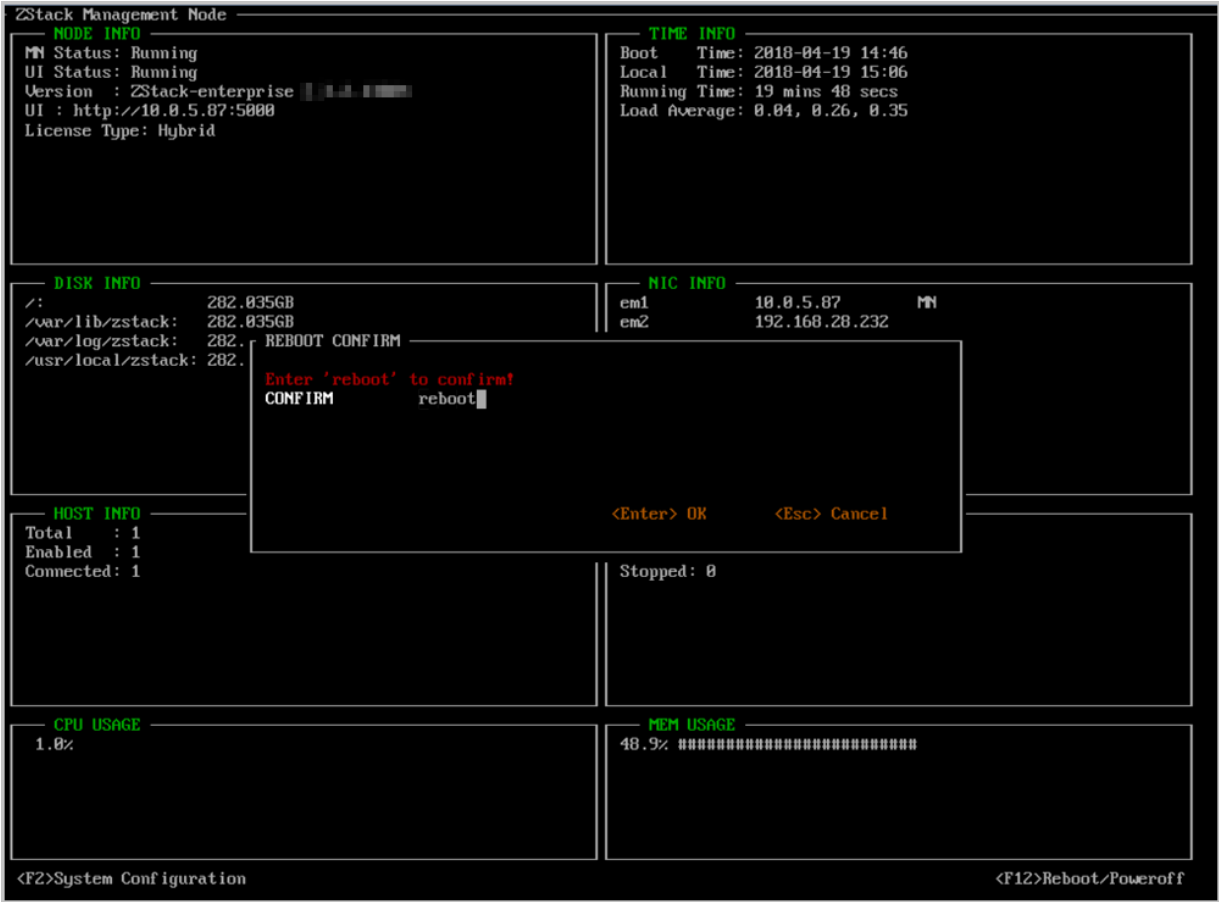 ZStack Management Node
NODE INFO
MN Status: Running
UI Status: Running
Version : ZStack-enterprise
UI : http://10.0.5.87:5000
License Type: Hybrid
TIME INFO
Boot Time: 2018-04-19 14:46
Local Time: 2018-04-19 15:06
Running Time: 19 mins 48 secs
Load Average: 0.04, 0.26, 0.35
DISK INFO
/: 282.035GB
/var/lib/zstack: 282.035GB
/var/log/zstack: 282.
/usr/local/zstack: 282.
NIC INFO
em1 10.0.5.87 MN
em2 192.168.28.232
REBOOT CONFIRM
Enter 'reboot' to confirm!
CONFIRM reboot
<Enter> OK <Esc> Cancel
HOST INFO
Total : 1
Enabled : 1
Connected: 1
Stopped: 0
CPU USAGE
1.0%
MEM USAGE
48.9% #########################
<F2>System Configuration
<F12>Reboot/Poweroff